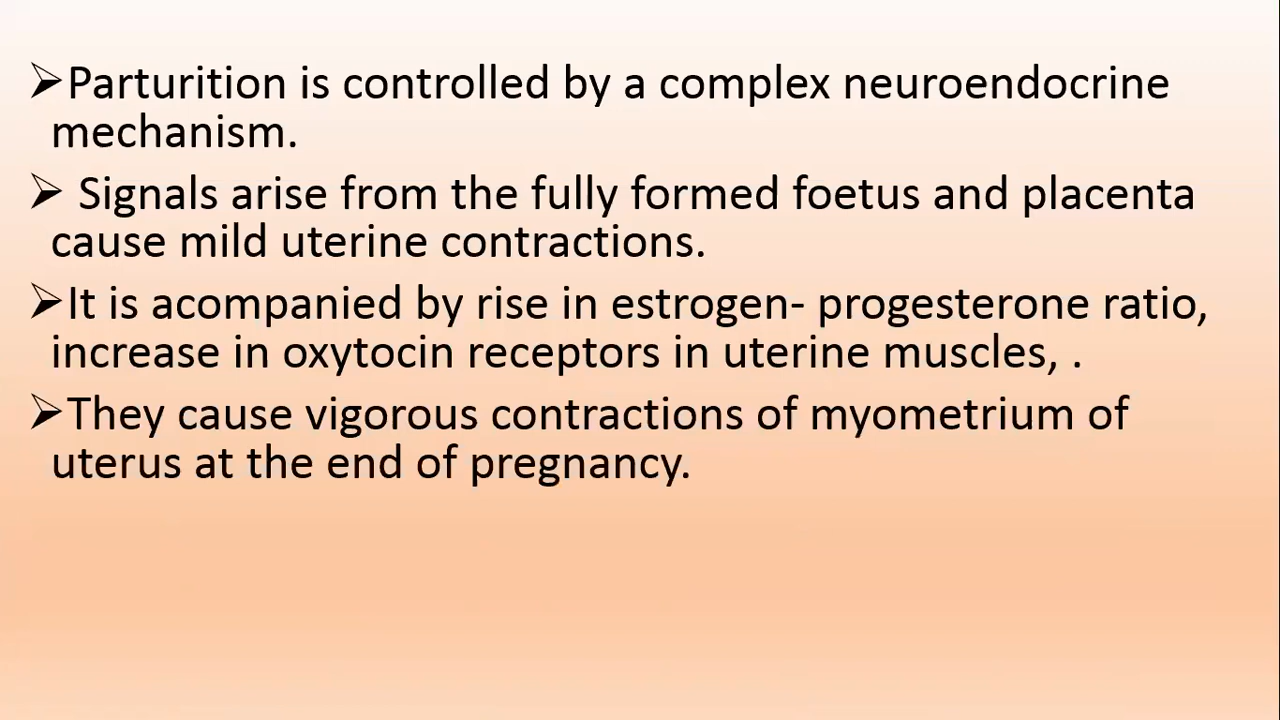 ➢Parturition is controlled by a complex neuroendocrine
mechanism.
➢ Signals arise from the fully formed foetus and placenta
cause mild uterine contractions.
➢It is acompanied by rise in estrogen- progesterone ratio,
increase in oxytocin receptors in uterine muscles, .
➢They cause vigorous contractions of myometrium of
uterus at the end of pregnancy.